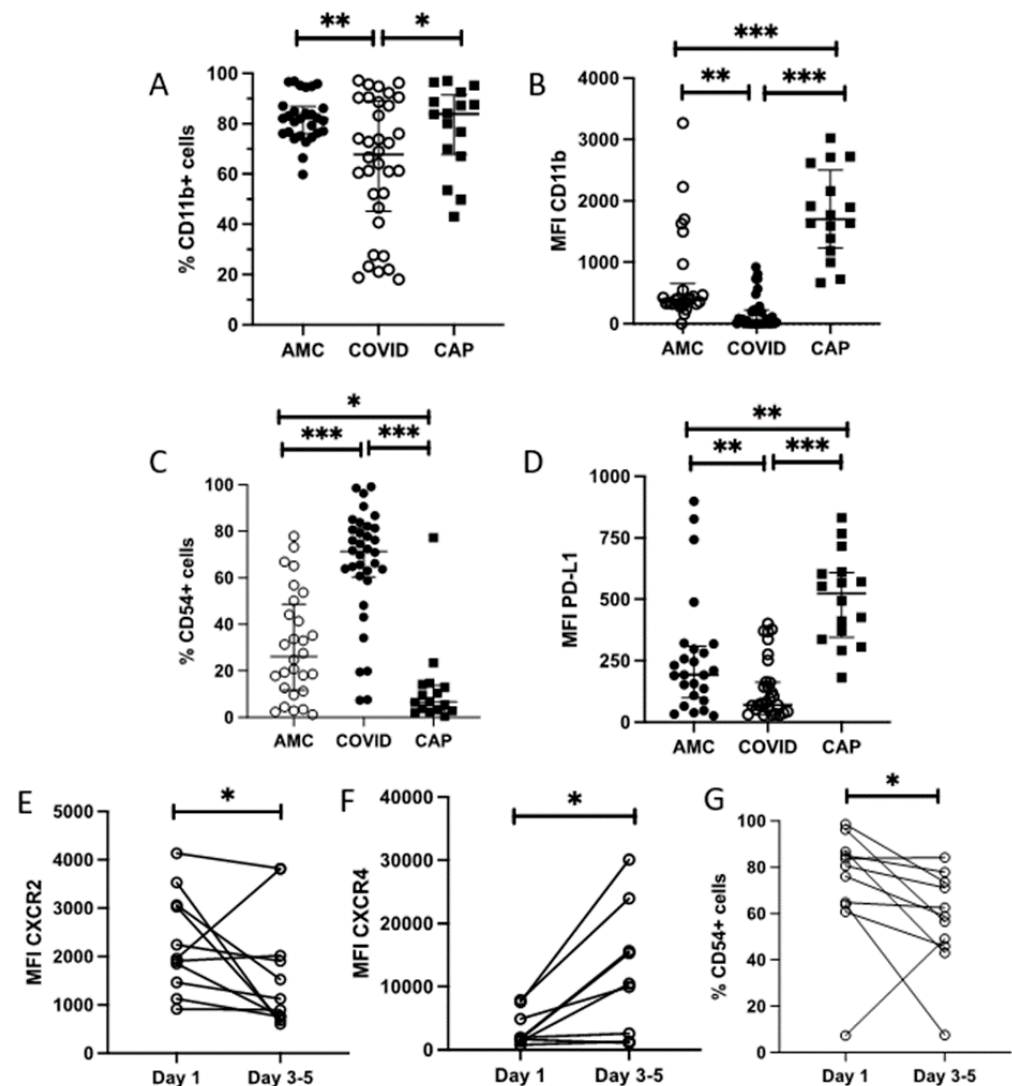 A
% CD11b+ cells
** *
100
80
60
40
20
0
AMC COVID CAP
B
MFI CD11b
***
** ***
4000
3000
2000
1000
0
AMC COVID CAP
C
% CD54+ cells
*
*** ***
100
80
60
40
20
0
AMC COVID CAP
D
MFI PD-L1
**
** ***
1000
750
500
250
0
AMC COVID CAP
E
MFI CXCR2
*
5000
4000
3000
2000
1000
0
Day 1 Day 3-5
F
MFI CXCR4
*
40000
30000
20000
10000
0
Day 1 Day 3-5
G
% CD54+ cells
*
100
80
60
40
20
0
Day 1 Day 3-5